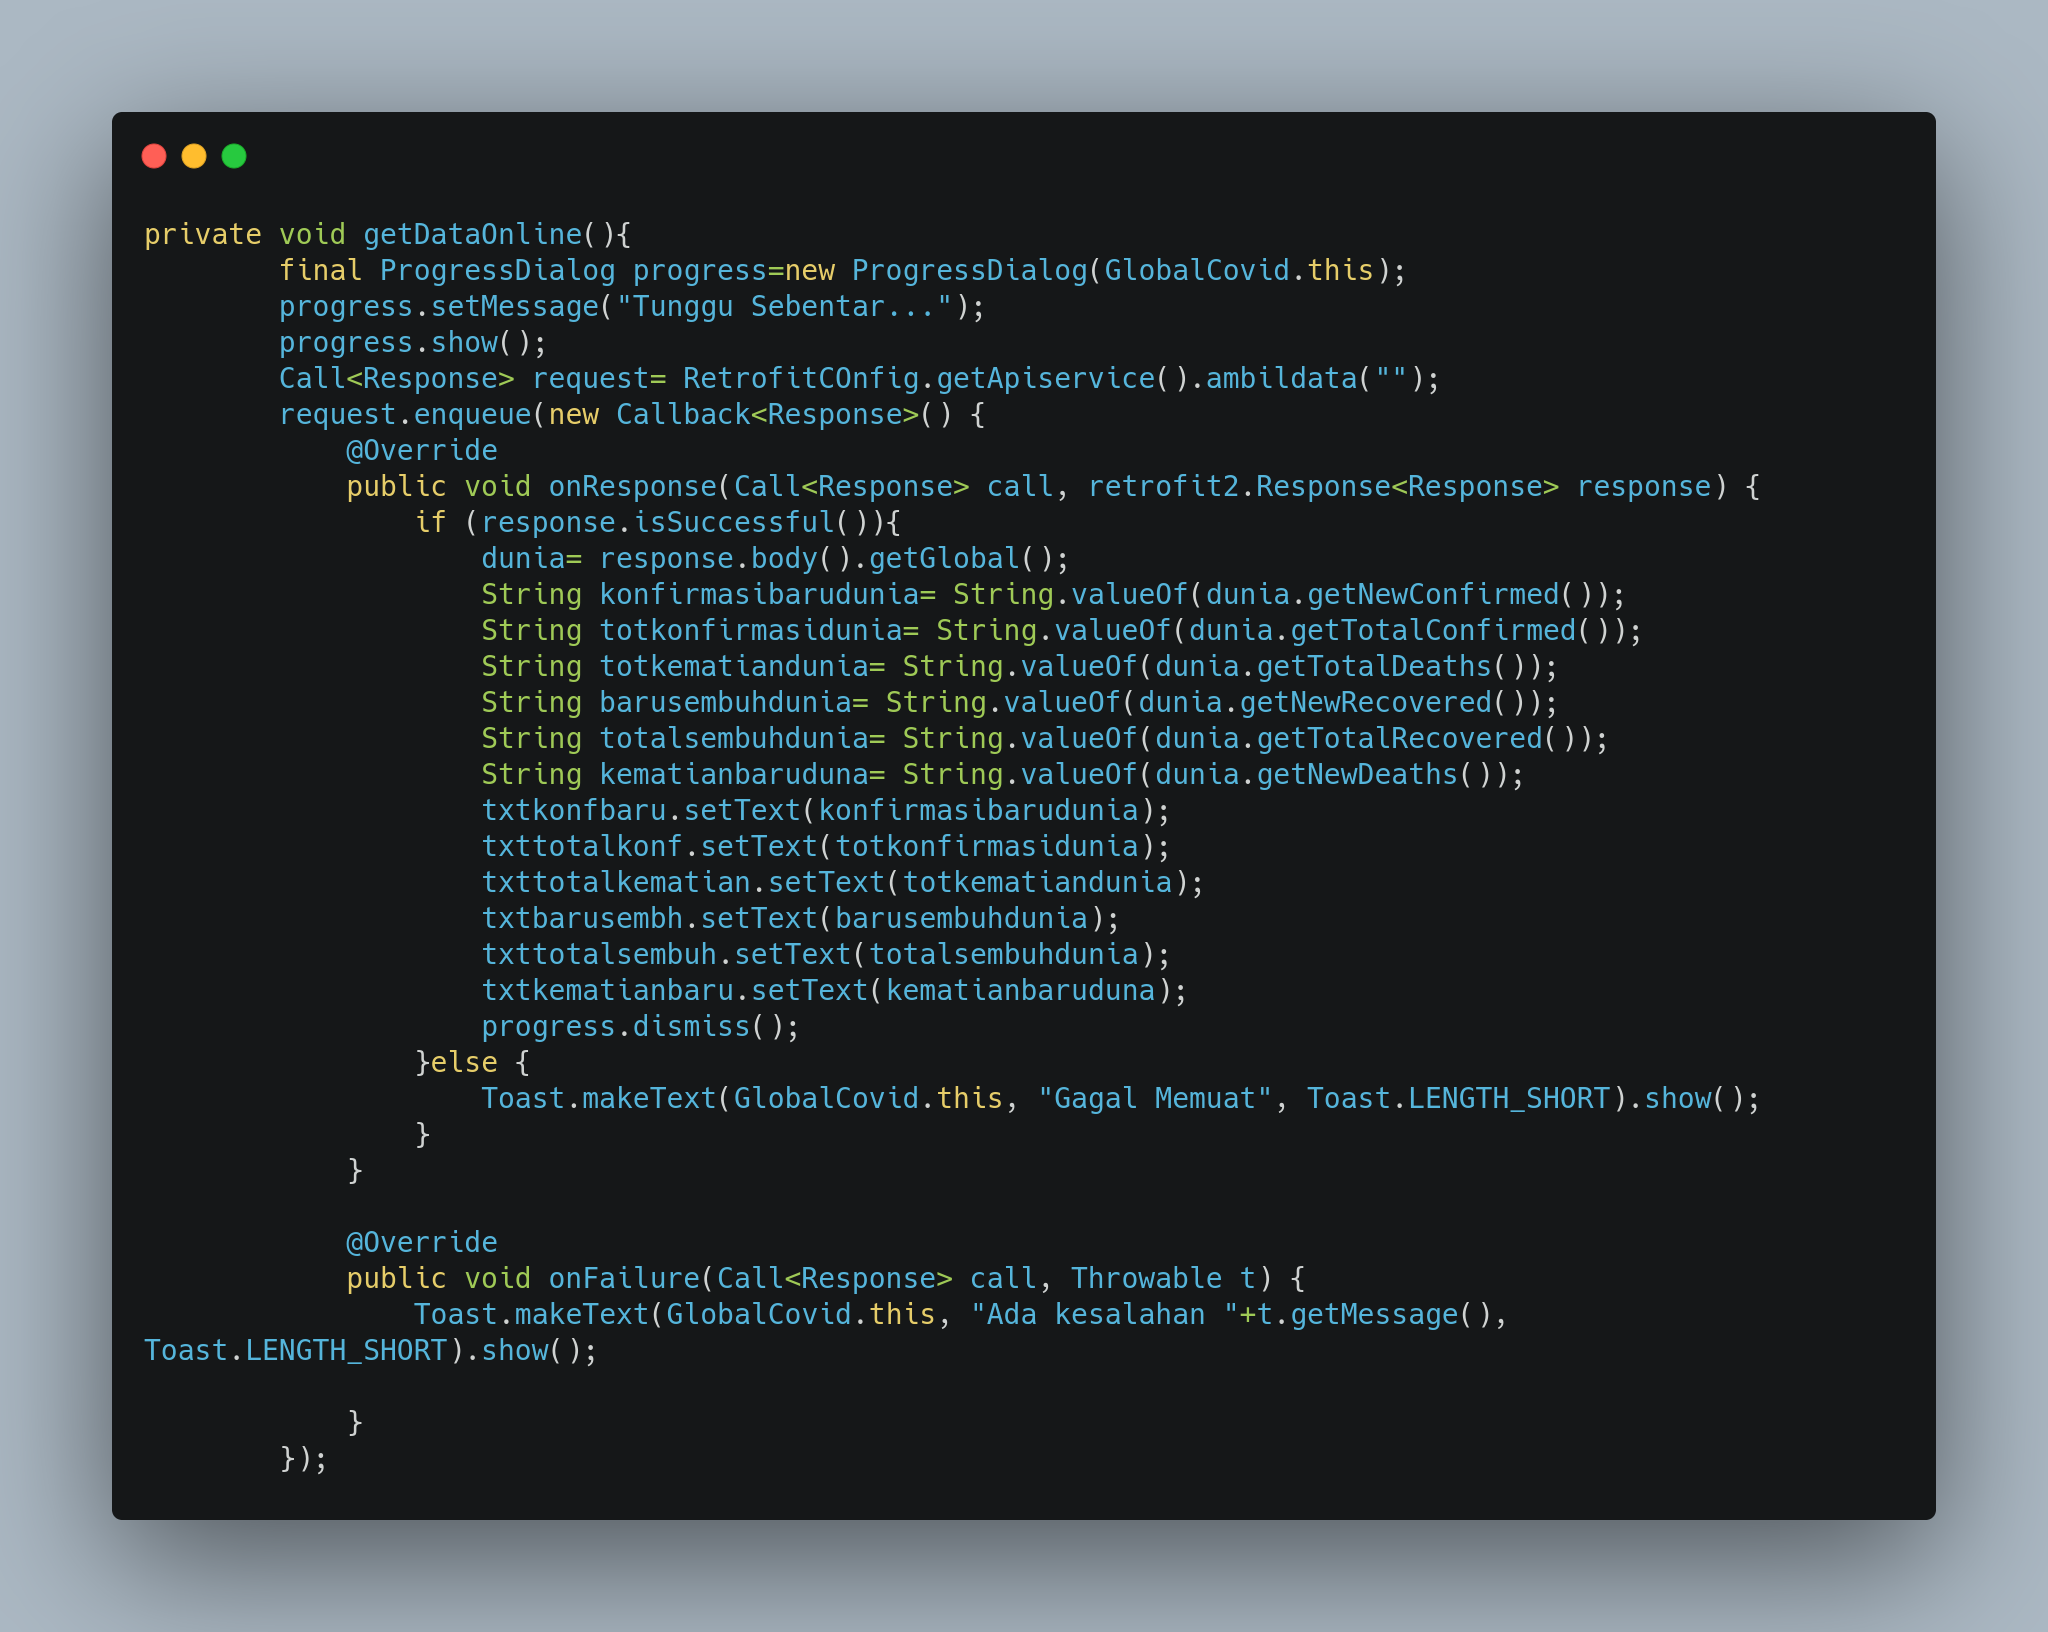 private void getDataOnline(){
        final ProgressDialog progress=new ProgressDialog(GlobalCovid.this);
        progress.setMessage("Tunggu Sebentar...");
        progress.show();
        Call<Response> request= RetrofitCOnfig.getApiservice().ambildata("");
        request.enqueue(new Callback<Response>() {
            @Override
            public void onResponse(Call<Response> call, retrofit2.Response<Response> response) {
                if (response.isSuccessful()){
                    dunia= response.body().getGlobal();
                    String konfirmasibarudunia= String.valueOf(dunia.getNewConfirmed());
                    String totkonfirmasidunia= String.valueOf(dunia.getTotalConfirmed());
                    String totkematiandunia= String.valueOf(dunia.getTotalDeaths());
                    String barusembuhdunia= String.valueOf(dunia.getNewRecovered());
                    String totalsembuhdunia= String.valueOf(dunia.getTotalRecovered());
                    String kematianbaruduna= String.valueOf(dunia.getNewDeaths());
                    txtkonfbaru.setText(konfirmasibarudunia);
                    txttotalkonf.setText(totkonfirmasidunia);
                    txttotalkematian.setText(totkematiandunia);
                    txtbarusembh.setText(barusembuhdunia);
                    txttotalsembuh.setText(totalsembuhdunia);
                    txtkematianbaru.setText(kematianbaruduna);
                    progress.dismiss();
                }else {
                    Toast.makeText(GlobalCovid.this, "Gagal Memuat", Toast.LENGTH_SHORT).show();
                }
            }

            @Override
            public void onFailure(Call<Response> call, Throwable t) {
                Toast.makeText(GlobalCovid.this, "Ada kesalahan "+t.getMessage(),
Toast.LENGTH_SHORT).show();

            }
        });